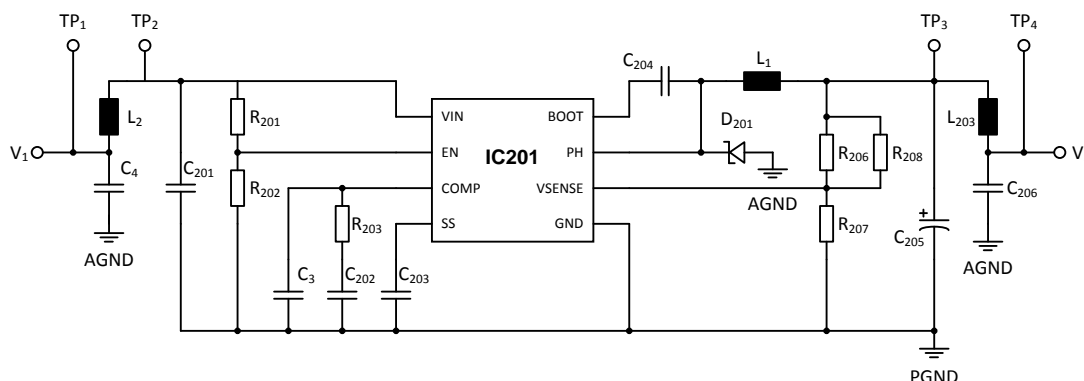 TP1 TP2 TP3 TP4
C204 L1
L2 R201 VIN BOOT D201 L203
V1 EN IC201 PH R206 R208 V
C4 C201 R202 COMP VSENSE AGND C206
R203 SS GND R207 C205
AGND AGND
C3 C202 C203
PGND